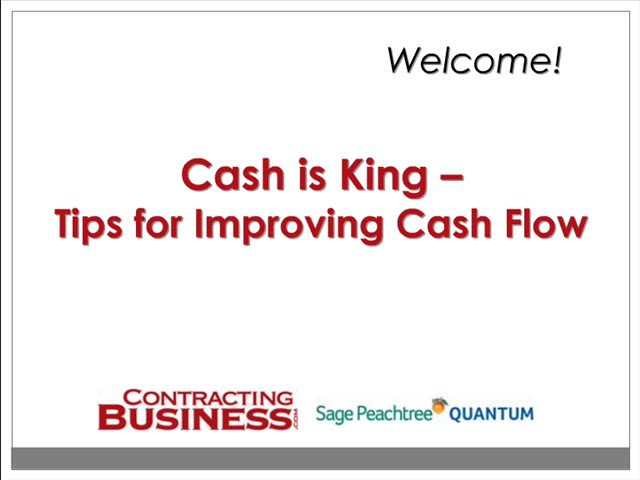 Welcome!
Cash is King –
Tips for Improving Cash Flow
CONTRACTING
BUSINESS.com
Sage Peachtree QUANTUM